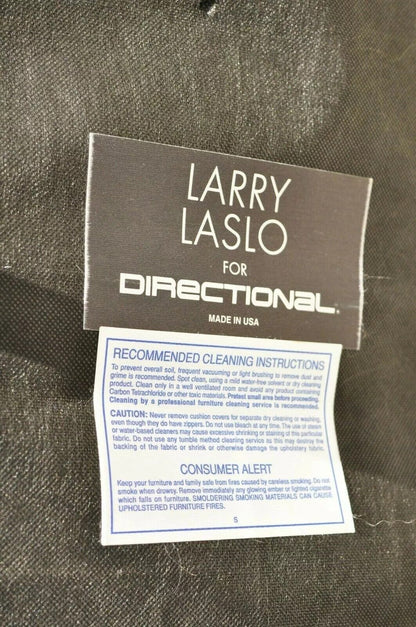 LARRY
LASLO
FOR
DIRECTIONAL.
MADE IN USA
RECOMMENDED CLEANING INSTRUCTIONS
To prevent overall soil, frequent vacuuming or light brushing to remove dust and
grime is recommended. Spot clean, using a mild water-free solvent or dry cleaning
product. Clean only in a well ventilated room and avoid any product containing
Carbon Tetrachloride or other toxic materials. Pretest small area before proceeding.
Cleaning by a professional furniture cleaning service is recommended.
CAUTION: Never remove cushion covers for separate dry cleaning or washing,
even though they do have zippers. Do not use bleach at any time. The use of steam
or water-based cleaners may cause excessive shrinking or staining of this particular
fabric. Do not use any tumble cleaning method service as this may destroy the
backing of the fabric or shrink or otherwise damage the upholstery fabric.
CONSUMER ALERT
Keep your furniture and family safe from fires caused by careless smoking. Do not
smoke when drowsy. Remove immediately any glowing ember or lighted cigarette
which falls on furniture. SMOLDERING SMOKING MATERIALS CAN CAUSE
UPHOLSTERED FURNITURE FIRES.
S